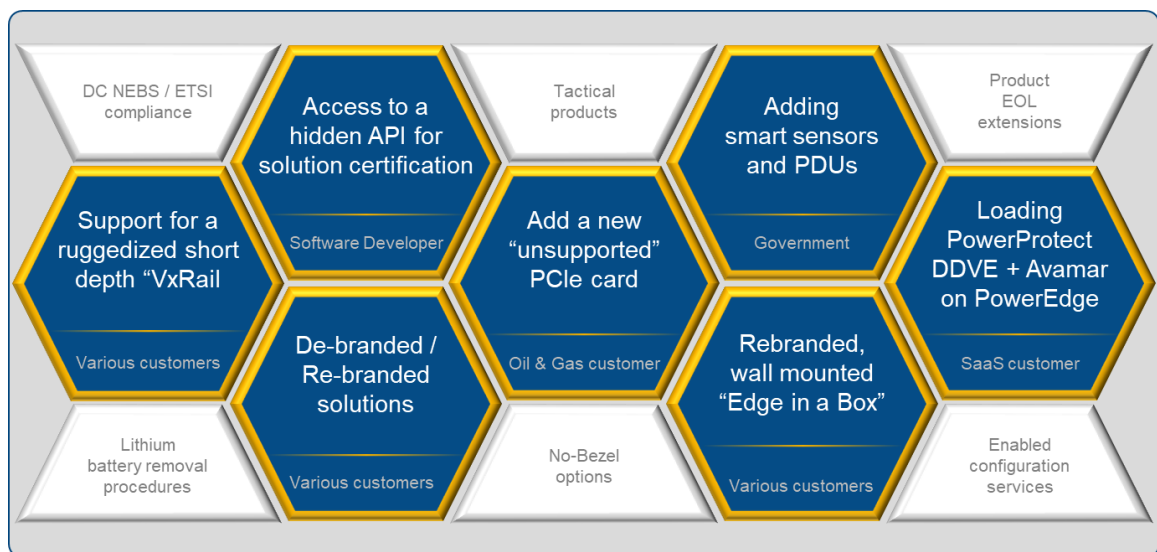 DC NEBS / ETSI
compliance
Access to a
hidden API for
solution certification
Software Developer
Tactical
products
Adding
smart sensors
and PDUs
Government
Product
EOL
extensions
Support for a
ruggedized short
depth “VxRail
Various customers
Add a new
“unsupported”
PCIe card
Oil & Gas customer
Loading
PowerProtect
DDVE + Avamar
on PowerEdge
SaaS customer
De-branded /
Re-branded
solutions
Various customers
Rebranded,
wall mounted
“Edge in a Box”
Various customers
Lithium
battery removal
procedures
No-Bezel
options
Enabled
configuration
services